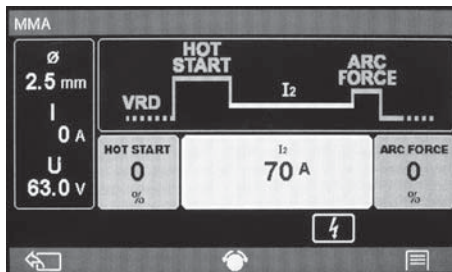 MMA
Ø
2.5 mm
I
0 A
U
63.0 V
VRD
HOT
START
I2
ARC
FORCE
HOT START
0
%
I2
70 A
ARC FORCE
0
%